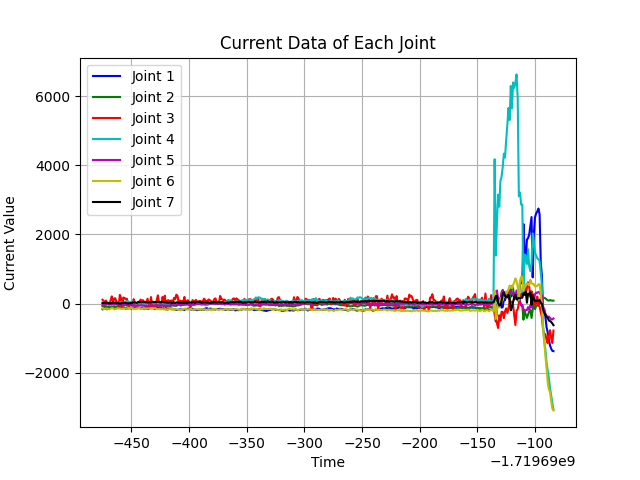 Current Data of Each Joint
Joint 1
Joint 2
Joint 3
Joint 4
Joint 5
Joint 6
Joint 7
6000
4000
2000
0
−2000
Current Value
−450
−400
−350
−300
−250
−200
−150
−100
Time
−1.71969e9